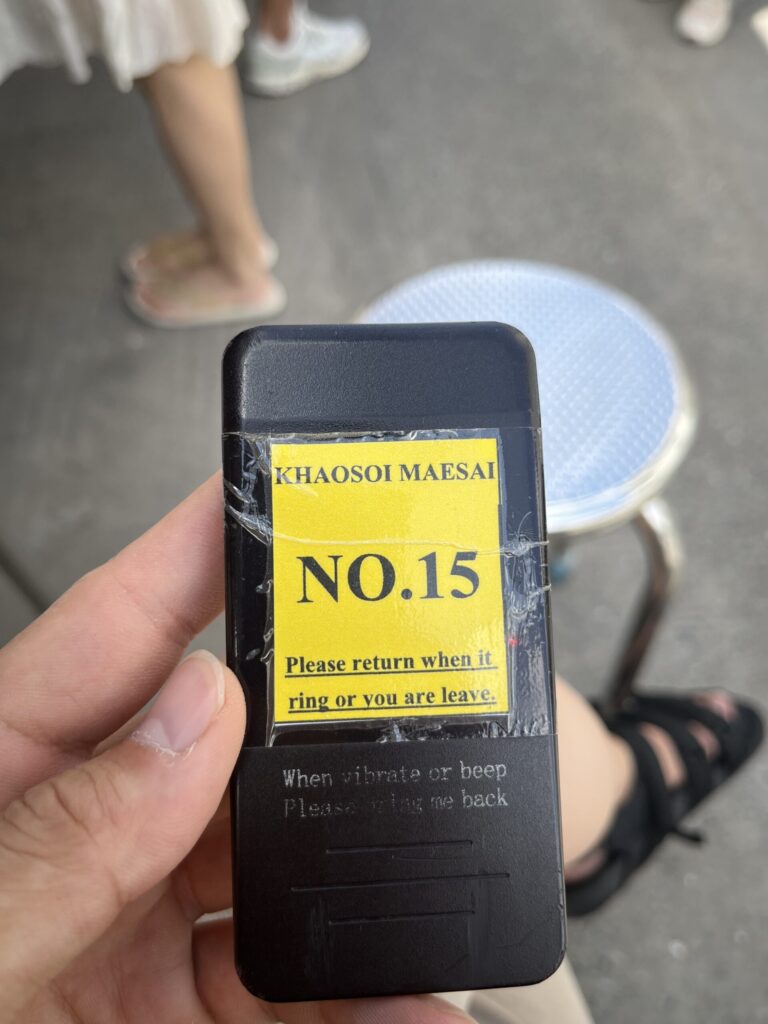 KHAOSOI MAESAI
NO.15
Please return when it
ring or you are leave.
When vibrate or beep
Please bring me back